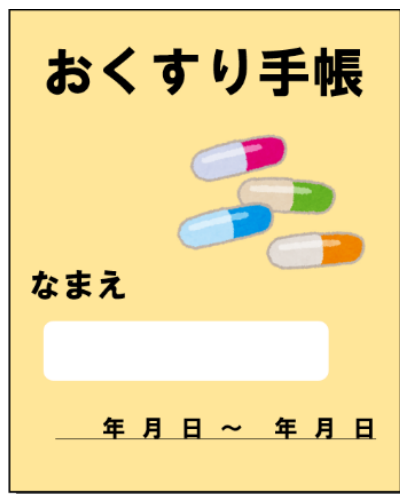 おくすり手帳
なまえ
年 月 日 ～ 年 月 日